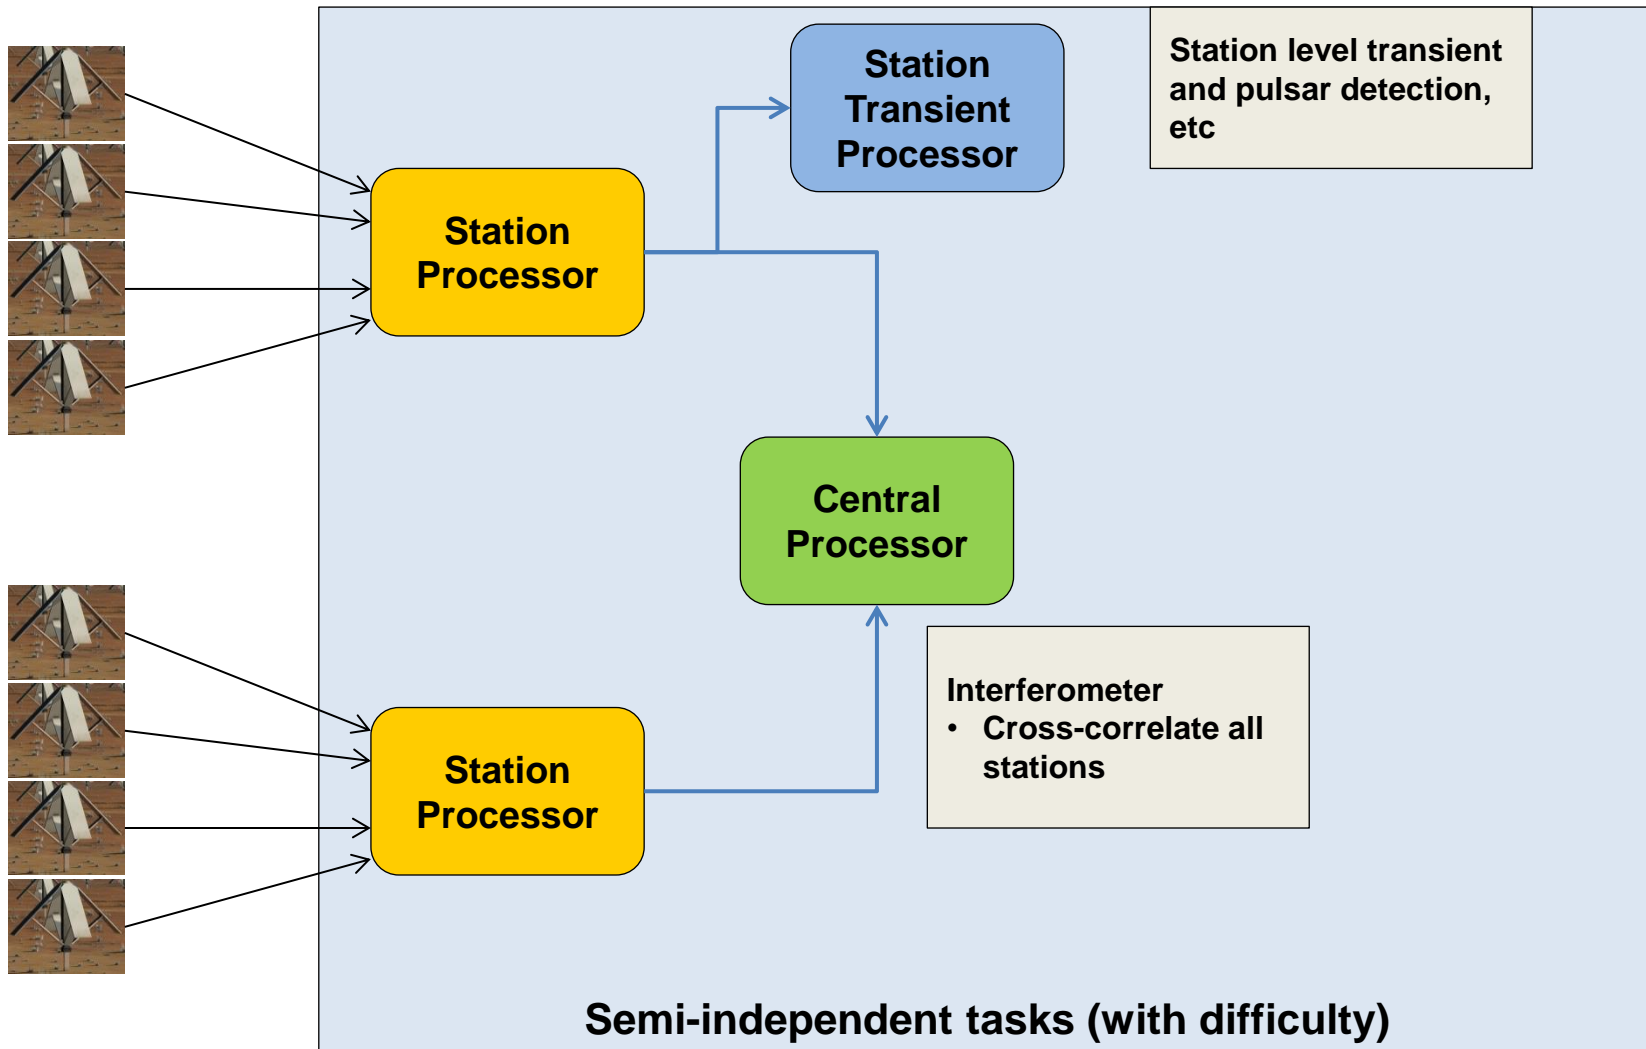 Station
Transient
Processor
Station level transient
and pulsar detection,
etc
Station
Processor
Central
Processor
Interferometer
• Cross-correlate all
stations
Station
Processor
Semi-independent tasks (with difficulty)